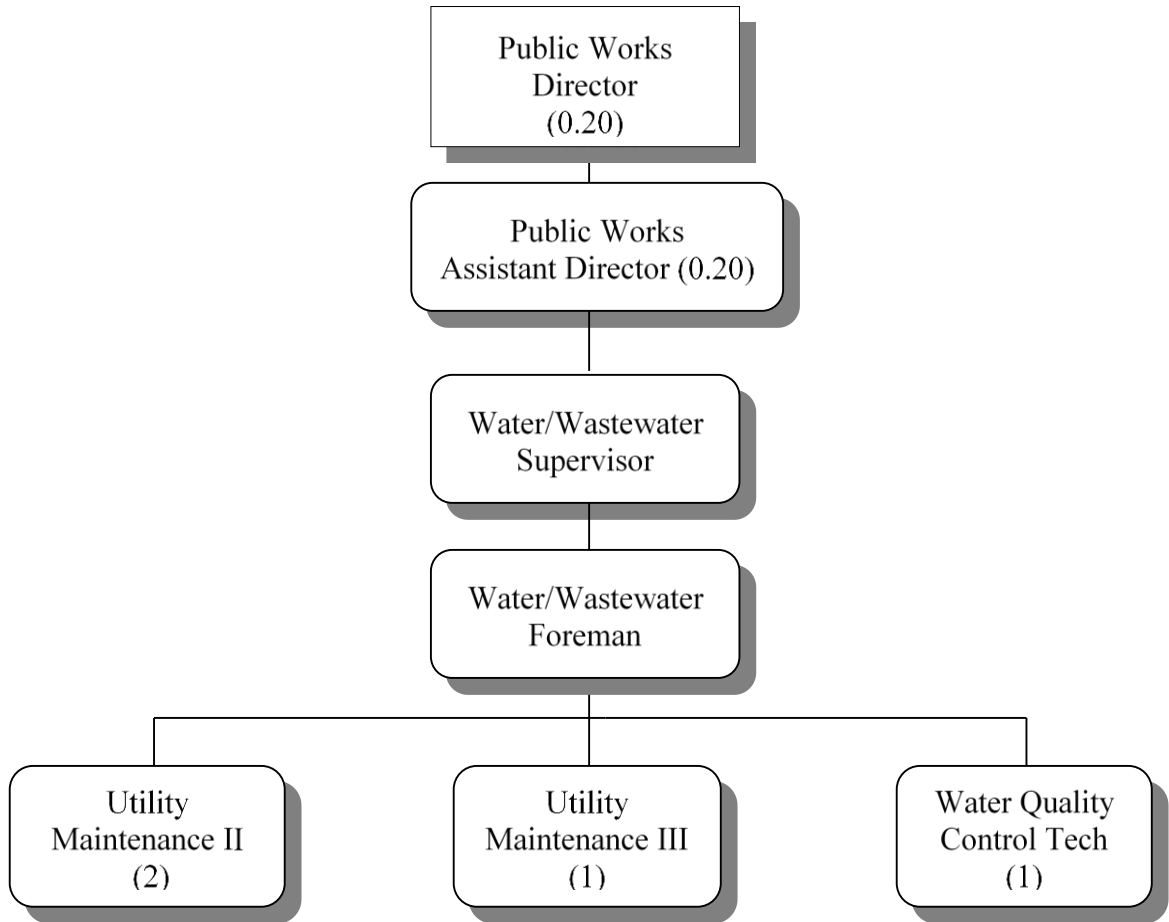 Public Works
Director
(0.20)
Public Works
Assistant Director (0.20)
Water/Wastewater
Supervisor
Water/Wastewater
Foreman
Utility
Maintenance II
(2)
Utility
Maintenance III
(1)
Water Quality
Control Tech
(1)